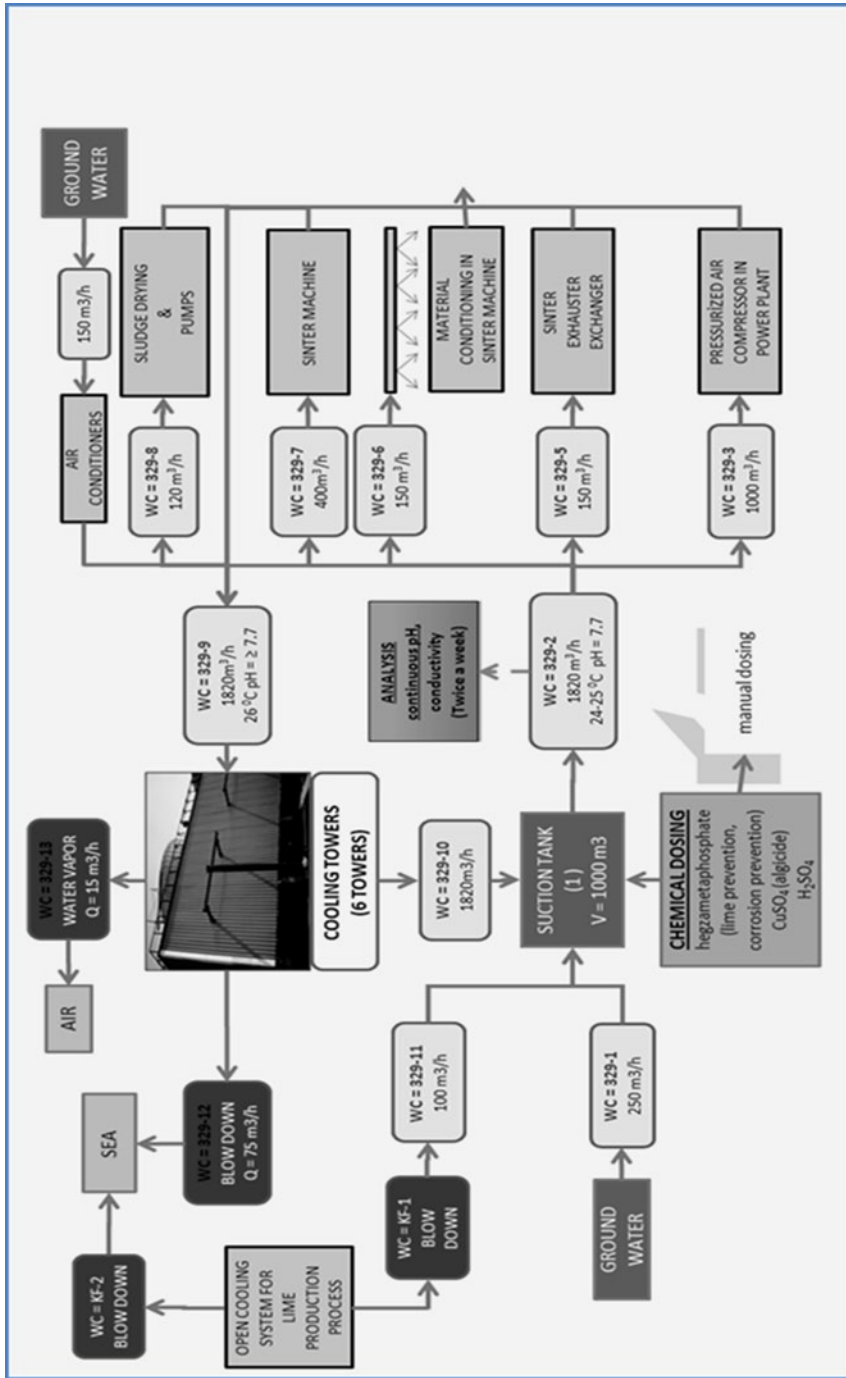 WC = KF-2
BLOW DOWN
OPEN COOLING
SYSTEM FOR
LIME
PRODUCTION
PROCESS
SEA
WC = 329-12
BLOW DOWN
Q = 75 m3/h
WC = KF-1
BLOW
DOWN
GROUND
WATER
WC = 329-11
100 m3/h
WC = 329-1
250 m3/h
AIR
WC = 329-13
WATER VAPOR
Q = 15 m3/h
COOLING TOWERS
(6 TOWERS)
WC = 329-10
1820m³/h
SUCTION TANK
(1)
V = 1000 m3
CHEMICAL DOSING
hegzametaphosphate
(lime prevention,
corrosion prevention)
CuSO₄ (algicide)
H₂SO₄
manual dosing
WC = 329-9
1820m³/h
26 ⁰C pH = ≥ 7.7
ANALYSIS
continuous pH,
conductivity
(Twice a week)
WC = 329-2
1820 m³/h
24-25 ⁰C pH = 7.7
AIR
CONDITIONERS
150 m3/h
GROUND
WATER
WC = 329-8
120 m³/h
SLUDGE DRYING
&
PUMPS
WC = 329-7
400m³/h
SINTER MACHINE
WC = 329-6
150 m³/h
MATERIAL
CONDITIONING IN
SINTER MACHINE
WC = 329-5
150 m³/h
SINTER
EXHAUSTER
EXCHANGER
WC = 329-3
1000 m³/h
PRESSURİZED AIR
COMPRESSOR IN
POWER PLANT